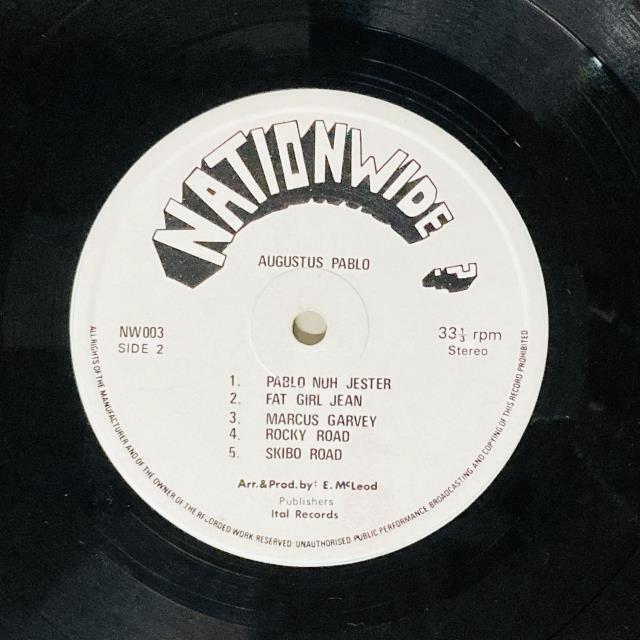 NATIONWIDE
AUGUSTUS PABLO
NW003
SIDE 2
33⅓ rpm
Stereo
1. PABLO NUH JESTER
2. FAT GIRL JEAN
3. MARCUS GARVEY
4. ROCKY ROAD
5. SKIBO ROAD
Arr.&Prod.by: E. McLeod
Publishers
Ital Records
ALL RIGHTS OF THE MANUFACTURER AND OF THE OWNER OF THE RECORDED WORK RESERVED UNAUTHORISED PUBLIC PERFORMANCE BROADCASTING AND COPYING OF THIS RECORD PROHIBITED